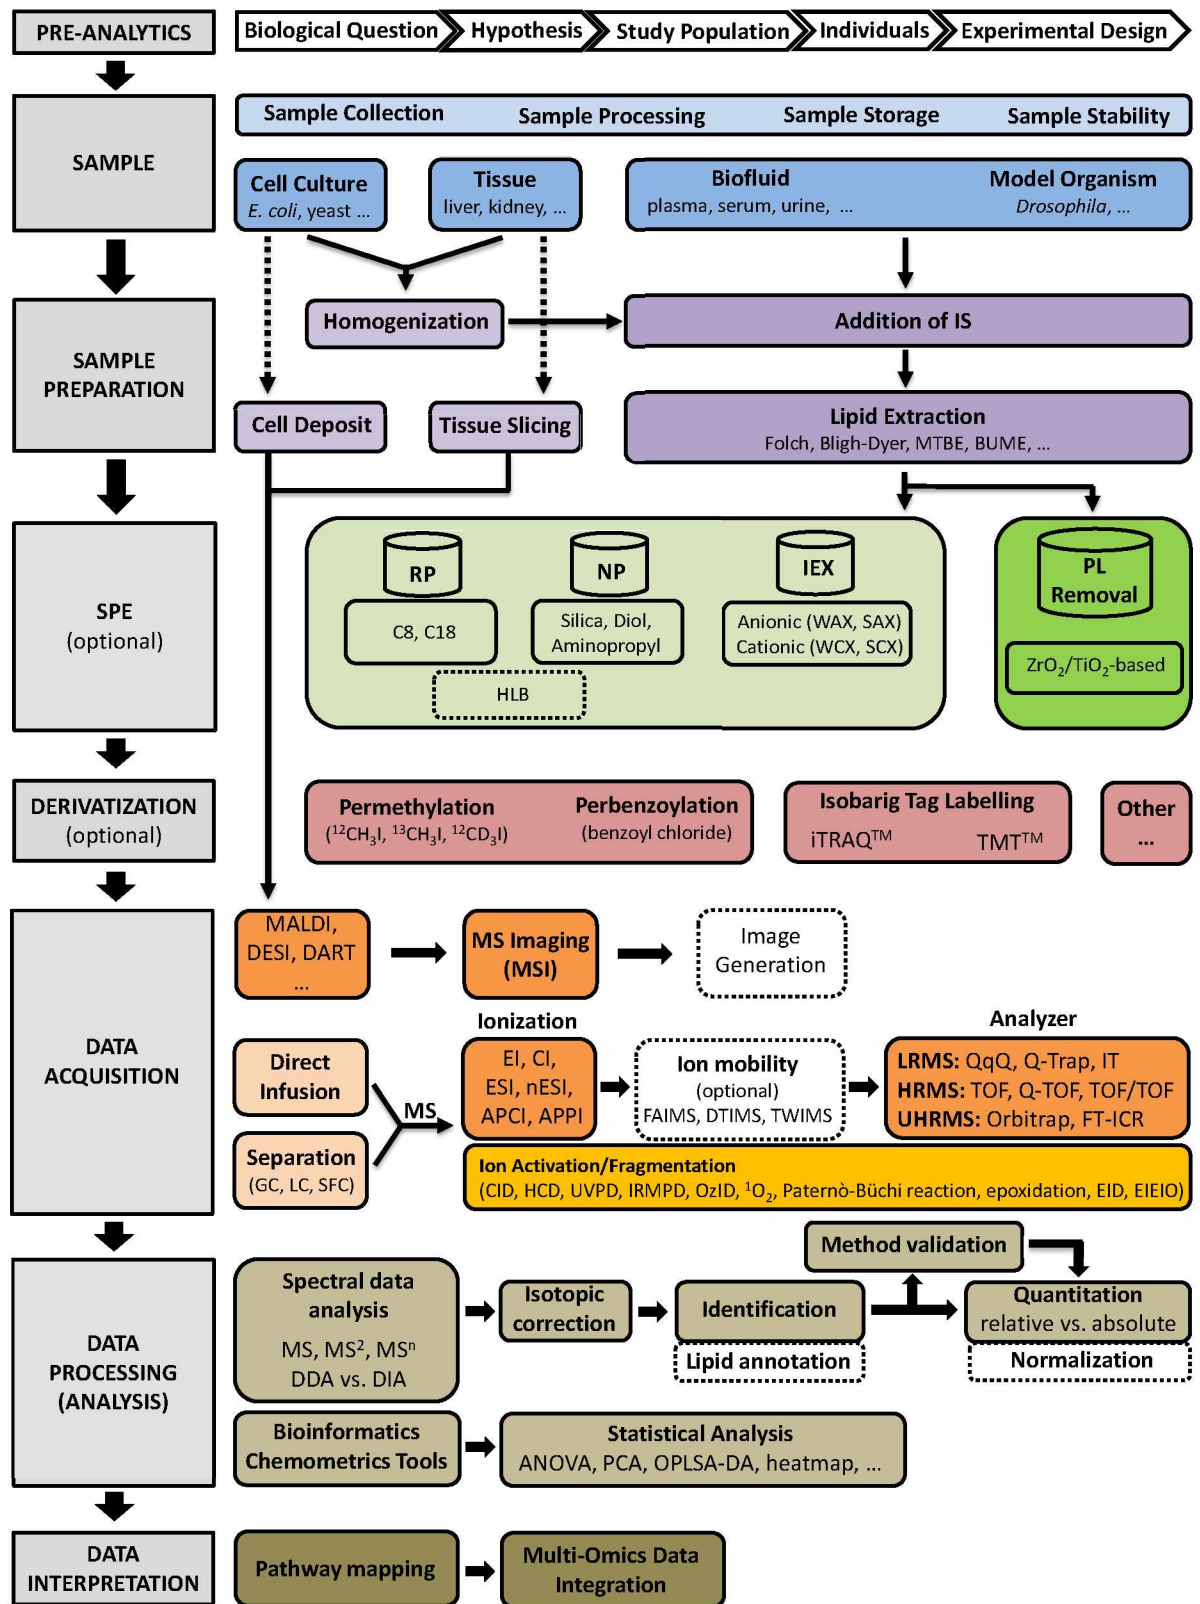 PRE-ANALYTICS
Biological Question
Hypothesis
Study Population
Individuals
Experimental Design
SAMPLE
Sample Collection
Sample Processing
Sample Storage
Sample Stability
Cell Culture
E. coli, yeast ...
Tissue
liver, kidney, ...
Biofluid
plasma, serum, urine, ...
Model Organism
Drosophila, ...
SAMPLE
PREPARATION
Homogenization
Addition of IS
Cell Deposit
Tissue Slicing
Lipid Extraction
Folch, Bligh-Dyer, MTBE, BUME, ...
SPE
(optional)
RP
C8, C18
NP
Silica, Diol,
Aminopropyl
HLB
IEX
Anionic (WAX, SAX)
Cationic (WCX, SCX)
PL
Removal
ZrO₂/TiO₂-based
DERIVATIZATION
(optional)
Permethylation
(¹²CH₃I, ¹³CH₃I, ¹²CD₃I)
Perbenzoylation
(benzoyl chloride)
Isobarig Tag Labelling
iTRAQ™
TMT™
Other
...
DATA
ACQUISITION
MALDI,
DESI, DART
...
MS Imaging
(MSI)
Image
Generation
Direct
Infusion
Separation
(GC, LC, SFC)
MS
Ionization
EI, CI,
ESI, nESI,
APCI, APPI
Ion mobility
(optional)
FAIMS, DTIMS, TWIMS
Analyzer
LRMS: QqQ, Q-Trap, IT
HRMS: TOF, Q-TOF, TOF/TOF
UHRMS: Orbitrap, FT-ICR
Ion Activation/Fragmentation
(CID, HCD, UVPD, IRMPD, OzID, ¹O₂, Paternò-Büchi reaction, epoxidation, EID, EIEIO)
DATA
PROCESSING
(ANALYSIS)
Spectral data
analysis
MS, MS², MSⁿ
DDA vs. DIA
Isotopic
correction
Identification
Lipid annotation
Method validation
Quantitation
relative vs. absolute
Normalization
Bioinformatics
Chemometrics Tools
Statistical Analysis
ANOVA, PCA, OPLSA-DA, heatmap, ...
DATA
INTERPRETATION
Pathway mapping
Multi-Omics Data
Integration